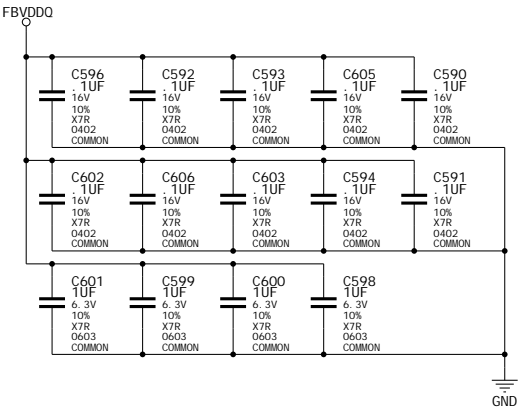 FBVDDQ
C596
.1UF
16V
10%
X7R
0402
COMMON
C592
.1UF
16V
10%
X7R
0402
COMMON
C593
.1UF
16V
10%
X7R
0402
COMMON
C605
.1UF
16V
10%
X7R
0402
COMMON
C590
.1UF
16V
10%
X7R
0402
COMMON
C602
.1UF
16V
10%
X7R
0402
COMMON
C606
.1UF
16V
10%
X7R
0402
COMMON
C603
.1UF
16V
10%
X7R
0402
COMMON
C594
.1UF
16V
10%
X7R
0402
COMMON
C591
.1UF
16V
10%
X7R
0402
COMMON
C601
1UF
6.3V
10%
X7R
0603
COMMON
C599
1UF
6.3V
10%
X7R
0603
COMMON
C600
1UF
6.3V
10%
X7R
0603
COMMON
C598
1UF
6.3V
10%
X7R
0603
COMMON
GND